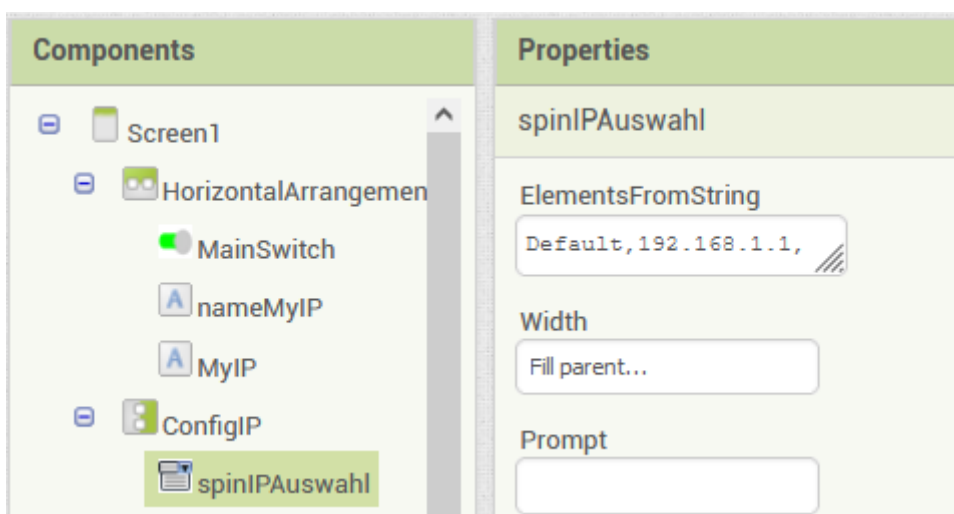 Components
Screen1
HorizontalArrangemen
MainSwitch
nameMyIP
MyIP
ConfigIP
spinIPAuswahl
Properties
spinIPAuswahl
ElementsFromString
Default,192.168.1.1,
Width
Fill parent...
Prompt